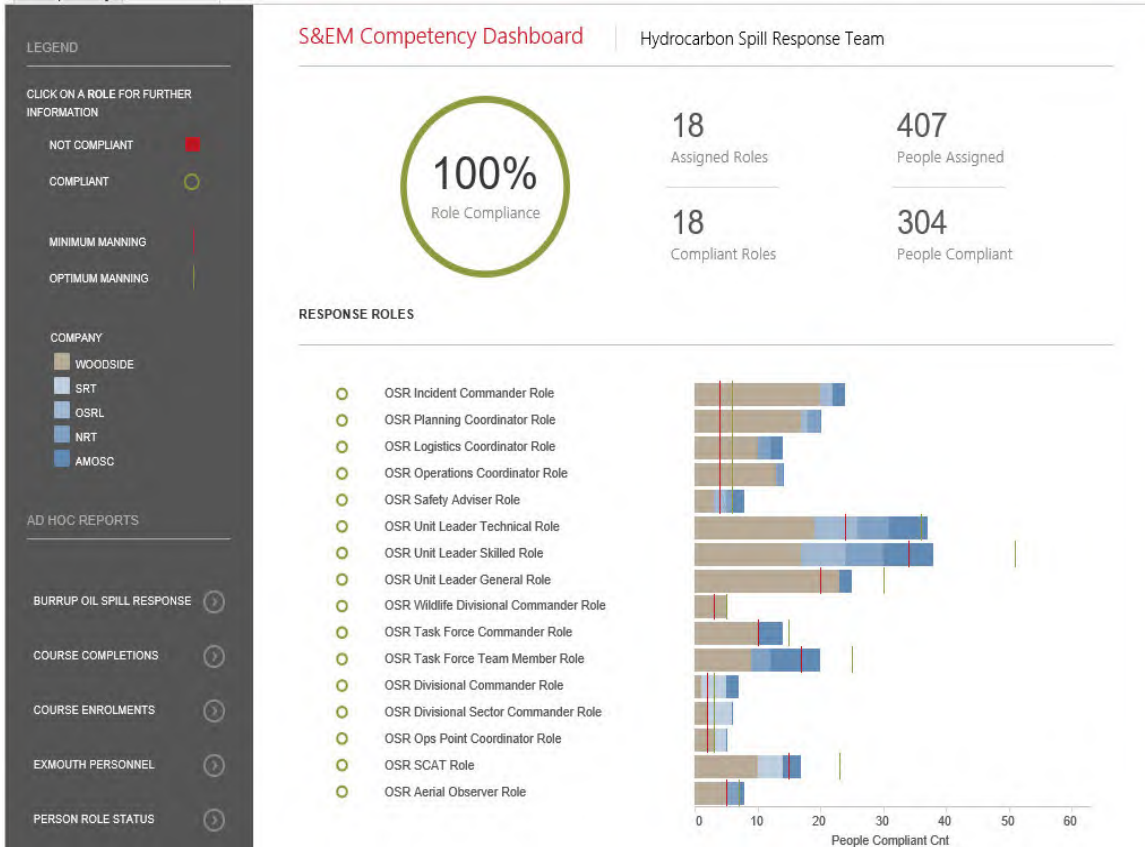 LEGEND
CLICK ON A ROLE FOR FURTHER
INFORMATION
NOT COMPLIANT
COMPLIANT
MINIMUM MANNING
OPTIMUM MANNING
COMPANY
WOODSIDE
SRT
OSRL
NRT
AMOSC
AD HOC REPORTS
BURRUP OIL SPILL RESPONSE
COURSE COMPLETIONS
COURSE ENROLMENTS
EXMOUTH PERSONNEL
PERSON ROLE STATUS
S&EM Competency Dashboard
Hydrocarbon Spill Response Team
100%
Role Compliance
18
Assigned Roles
407
People Assigned
18
Compliant Roles
304
People Compliant
RESPONSE ROLES
OSR Incident Commander Role
OSR Planning Coordinator Role
OSR Logistics Coordinator Role
OSR Operations Coordinator Role
OSR Safety Adviser Role
OSR Unit Leader Technical Role
OSR Unit Leader Skilled Role
OSR Unit Leader General Role
OSR Wildlife Divisional Commander Role
OSR Task Force Commander Role
OSR Task Force Team Member Role
OSR Divisional Commander Role
OSR Divisional Sector Commander Role
OSR Ops Point Coordinator Role
OSR SCAT Role
OSR Aerial Observer Role
0 10 20 30 40 50 60
People Compliant Cnt